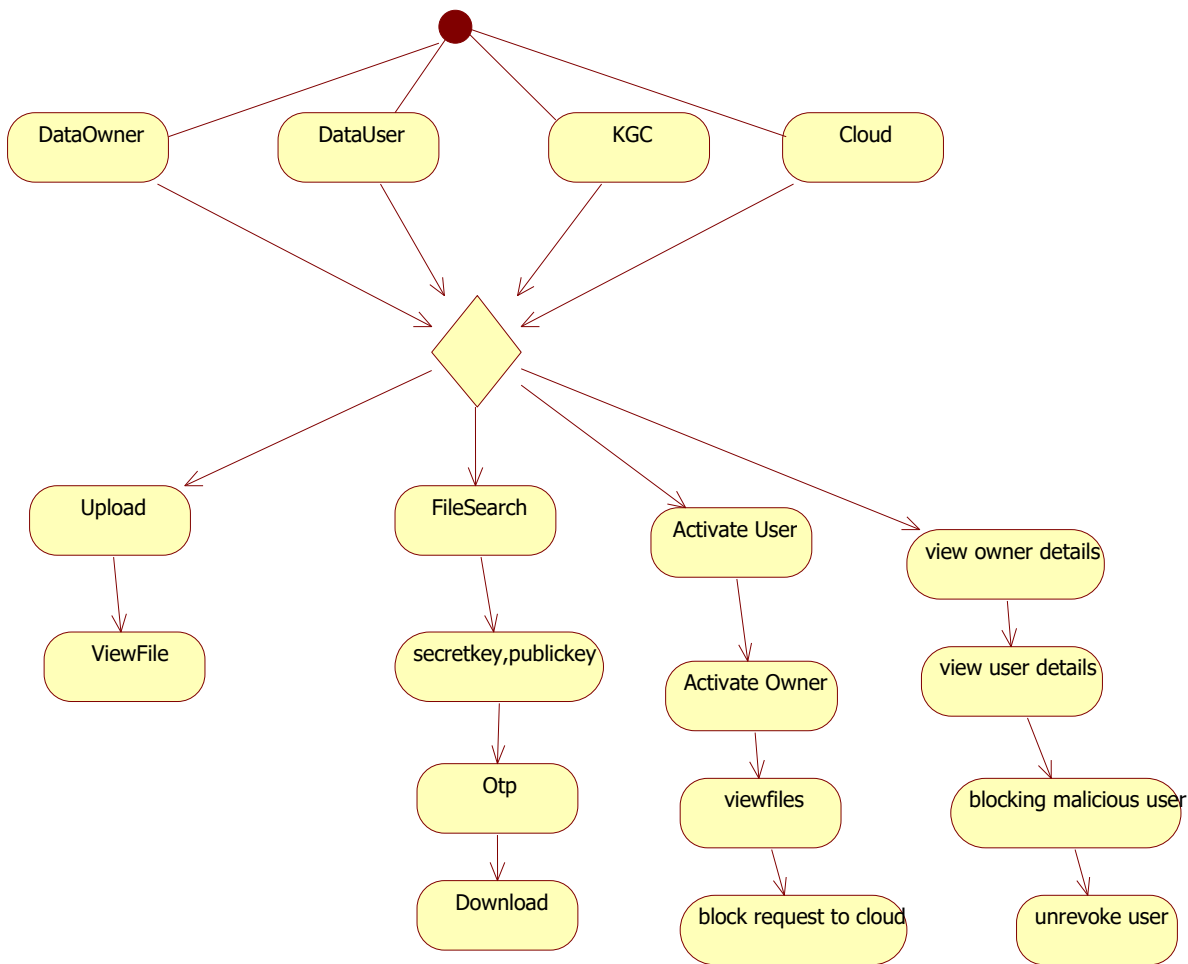 DataOwner
DataUser
KGC
Cloud
Upload
FileSearch
Activate User
view owner details
ViewFile
secretkey,publickey
Activate Owner
view user details
Otp
viewfiles
blocking malicious user
Download
block request to cloud
unrevoke user